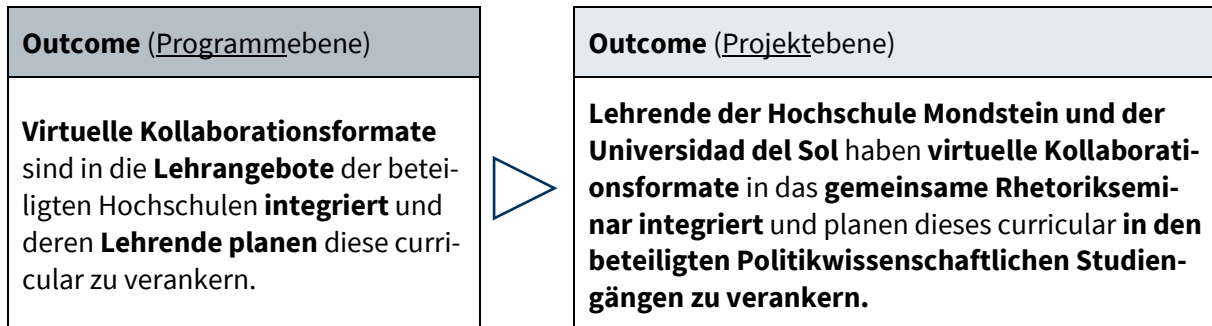 Outcome (Programmebene)
Virtuelle Kollaborationsformate
sind in die Lehrangebote der betei-
ligten Hochschulen integriert und
deren Lehrende planen diese curri-
cular zu verankern.
Outcome (Projektebene)
Lehrende der Hochschule Mondstein und der
Universidad del Sol haben virtuelle Kollaborati-
onsformate in das gemeinsame Rhetoriksemi-
nar integriert und planen dieses curricular in den
beteiligten Politikwissenschaftlichen Studien-
gängen zu verankern.